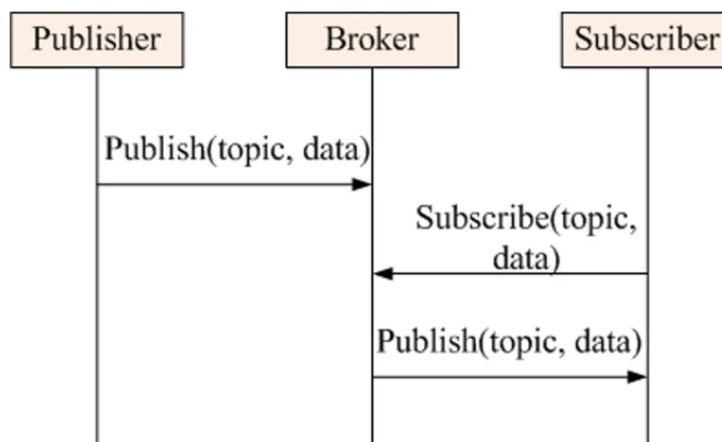 Publisher
Broker
Subscriber
Publish(topic, data)
Subscribe(topic,
data)
Publish(topic, data)